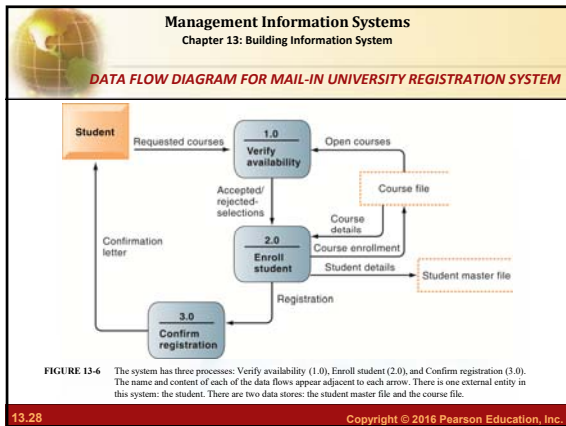 Management Information Systems
Chapter 13: Building Information System
DATA FLOW DIAGRAM FOR MAIL-IN UNIVERSITY REGISTRATION SYSTEM
Student
Requested courses
1.0
Verify
availability
Open courses
Course file
Accepted/
rejected-
selections
Course
details
Course enrollment
2.0
Enroll
student
Student details
Student master file
Confirmation
letter
Registration
3.0
Confirm
registration
FIGURE 13-6 The system has three processes: Verify availability (1.0), Enroll student (2.0), and Confirm registration (3.0).
The name and content of each of the data flows appear adjacent to each arrow. There is one external entity in
this system: the student. There are two data stores: the student master file and the course file.
13.28
Copyright © 2016 Pearson Education, Inc.